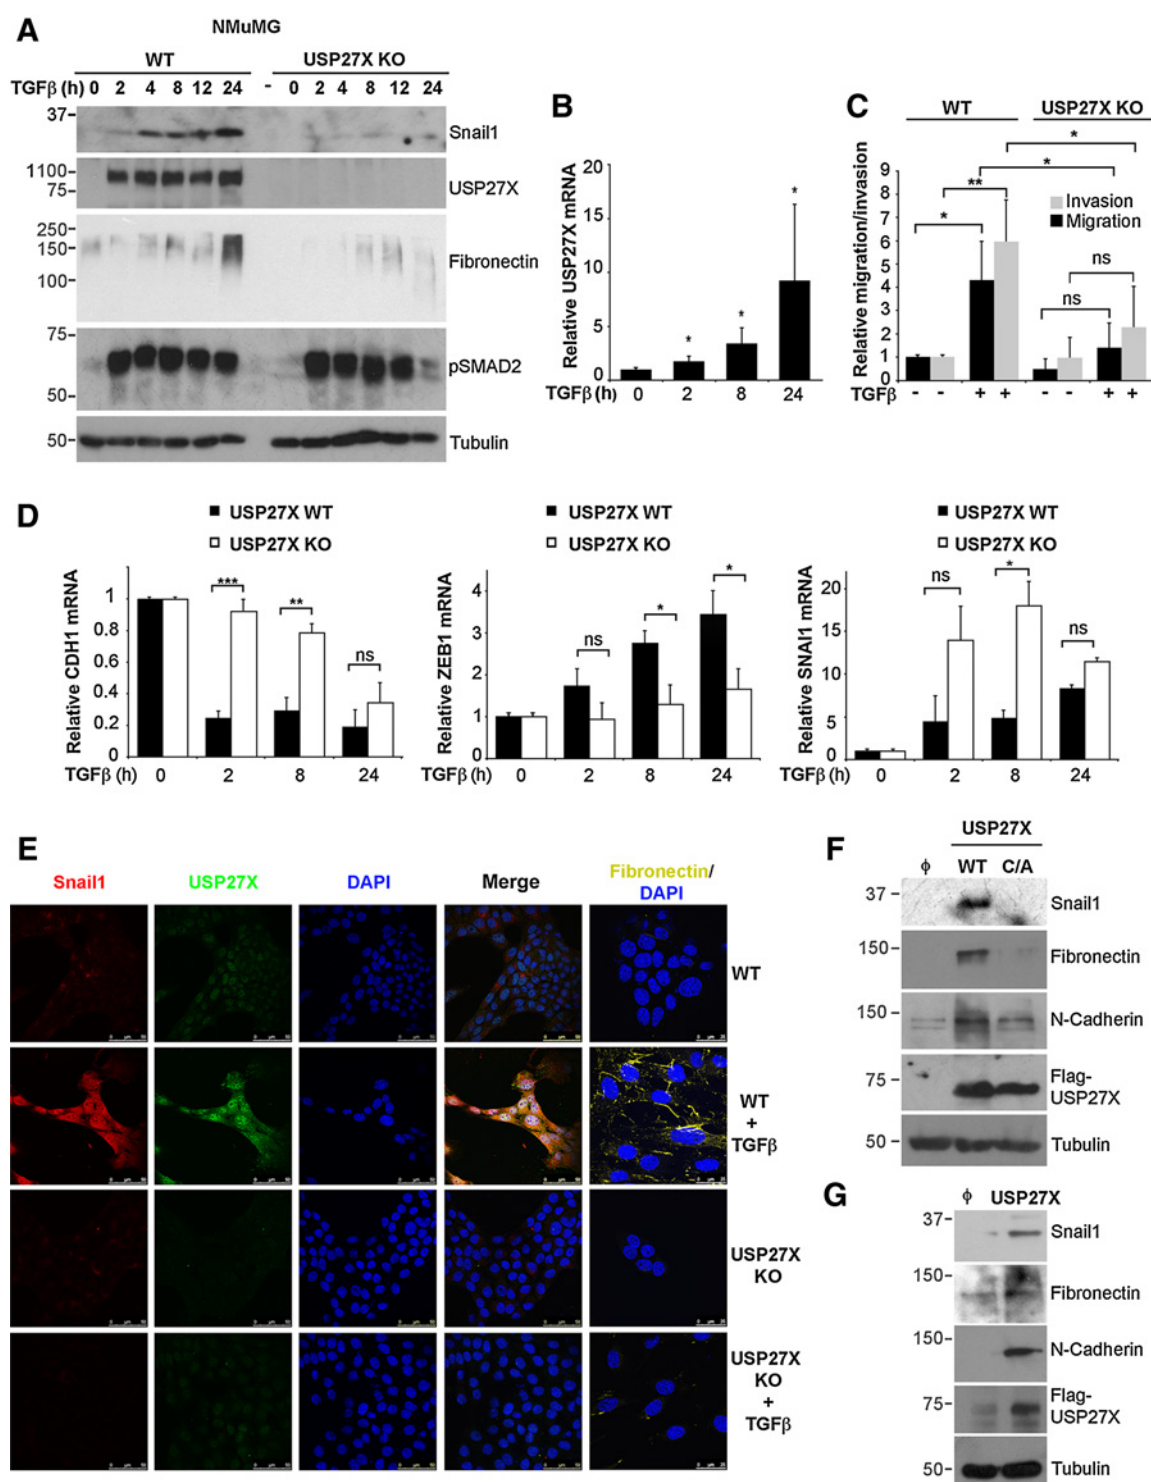 A
NMuMG
WT USP27X KO
TGFβ (h) 0 2 4 8 12 24 - 0 2 4 8 12 24
37-
Snail1
1100-
75-
USP27X
250-
150-
100-
Fibronectin
75-
50-
pSMAD2
50-
Tubulin
B
Relative USP27X mRNA
20
15
10
5
0
* * *
TGFβ (h) 0 2 8 24
C
WT USP27X KO
*
*
**
*
ns
ns
Invasion
Migration
Relative migration/invasion
9
8
7
6
5
4
3
2
1
0
TGFβ - - + + - - + +
D
USP27X WT
USP27X KO
Relative CDH1 mRNA
1
0.8
0.6
0.4
0.2
0
*** ** ns
TGFβ (h) 0 2 8 24
USP27X WT
USP27X KO
Relative ZEB1 mRNA
4
3
2
1
0
ns * *
TGFβ (h) 0 2 8 24
USP27X WT
USP27X KO
Relative SNAI1 mRNA
20
15
10
5
0
ns * ns
TGFβ (h) 0 2 8 24
E
Snail1 USP27X DAPI Merge Fibronectin/
DAPI
WT
WT
+
TGFβ
USP27X
KO
USP27X
KO
+
TGFβ
F
USP27X
ϕ WT C/A
37 -
Snail1
150 -
Fibronectin
150 -
N-Cadherin
75 -
Flag-
USP27X
50 -
Tubulin
G
ϕ USP27X
37-
Snail1
150-
Fibronectin
150-
N-Cadherin
75-
Flag-
USP27X
50-
Tubulin